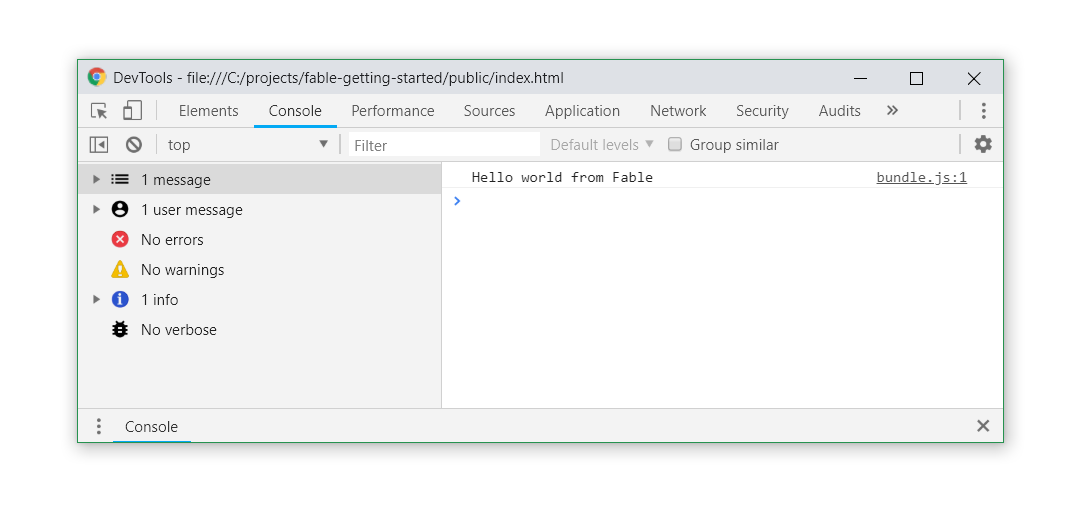 DevTools - file:///C:/projects/fable-getting-started/public/index.html
Elements Console Performance Sources Application Network Security Audits »
top Filter Default levels Group similar
1 message
Hello world from Fable bundle.js:1
1 user message
No errors
No warnings
1 info
No verbose
Console